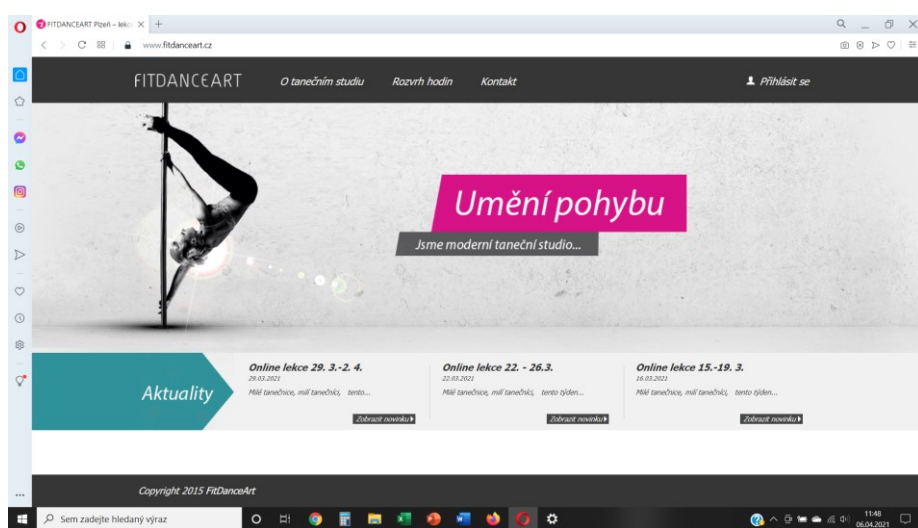 FITDANCEART Plzeň – lekc
www.fitdanceart.cz
FITDANCEART
O tanečním studiu
Rozvrh hodin
Kontakt
Přihlásit se
Umění pohybu
Jsme moderní taneční studio...
Aktuality
Online lekce 29. 3.-2. 4.
29.03.2021
Milé tanečnice, milí tanečníci, tento...
Zobrazit novinku
Online lekce 22. - 26.3.
22.03.2021
Milé tanečnice, milí tanečníci, tento týden...
Zobrazit novinku
Online lekce 15.-19. 3.
16.03.2021
Milé tanečnice, milí tanečníci, tento týden...
Zobrazit novinku
Copyright 2015 FitDanceArt
Sem zadejte hledaný výraz
11:48
06.04.2021